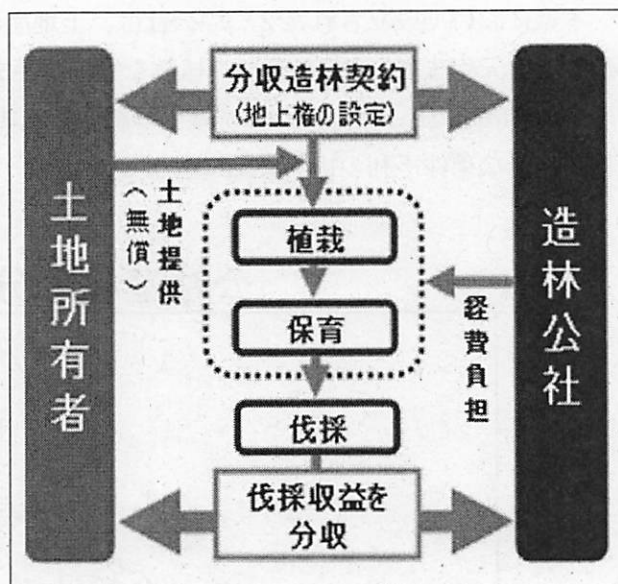 分収造林契約
(地上権の設定)
土地所有者
土地提供
(無償)
植栽
保育
造林公社
経費負担
伐採
伐採収益を
分収